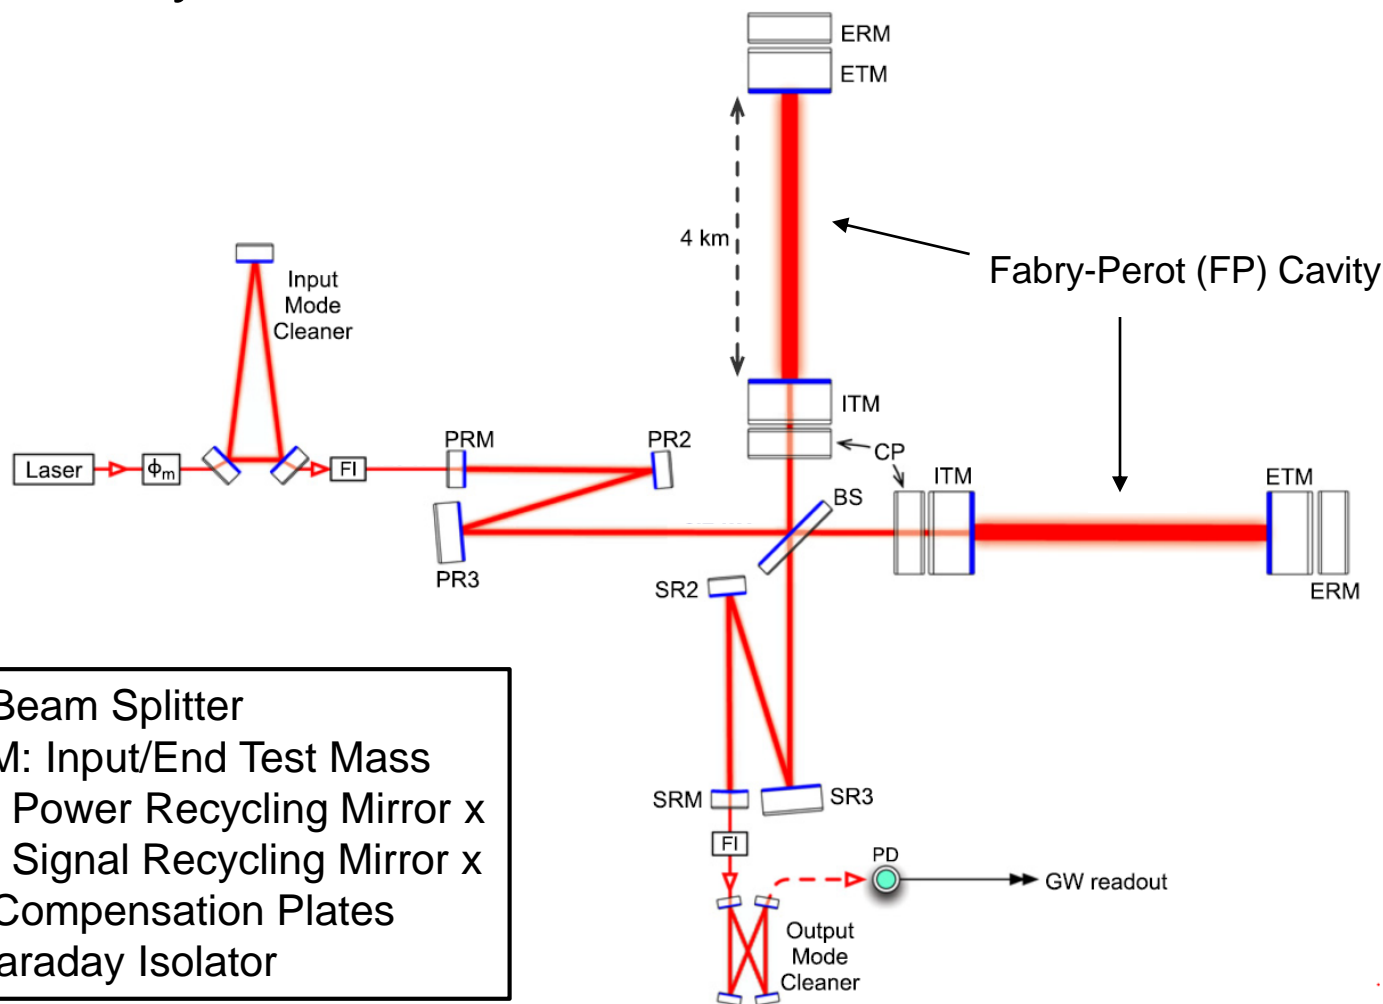 ERM
ETM
4 km
Fabry-Perot (FP) Cavity
Input
Mode
Cleaner
ITM
PRM
PR2
CP
ITM
ETM
Laser
ϕm
FI
BS
PR3
SR2
ERM
Beam Splitter
M: Input/End Test Mass
Power Recycling Mirror x
Signal Recycling Mirror x
Compensation Plates
araday Isolator
SRM
SR3
FI
PD
GW readout
Output
Mode
Cleaner